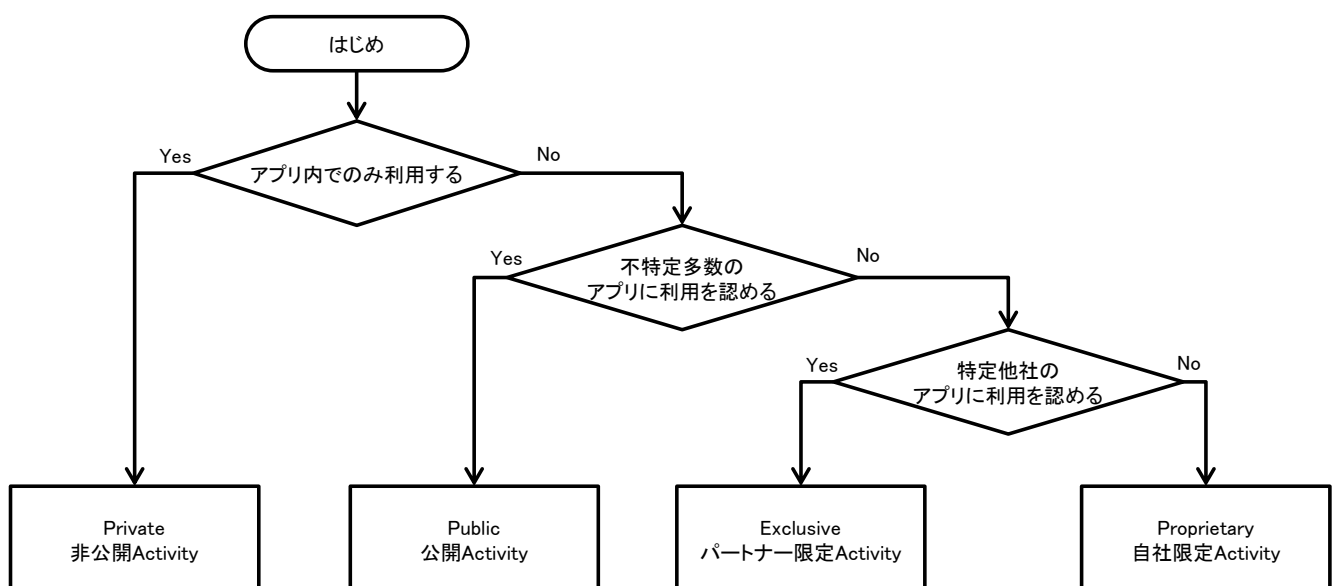 はじめ
Yes
アプリ内でのみ利用する
No
Yes
不特定多数の
アプリに利用を認める
No
Yes
特定他社の
アプリに利用を認める
No
Private
非公開Activity
Public
公開Activity
Exclusive
パートナー限定Activity
Proprietary
自社限定Activity